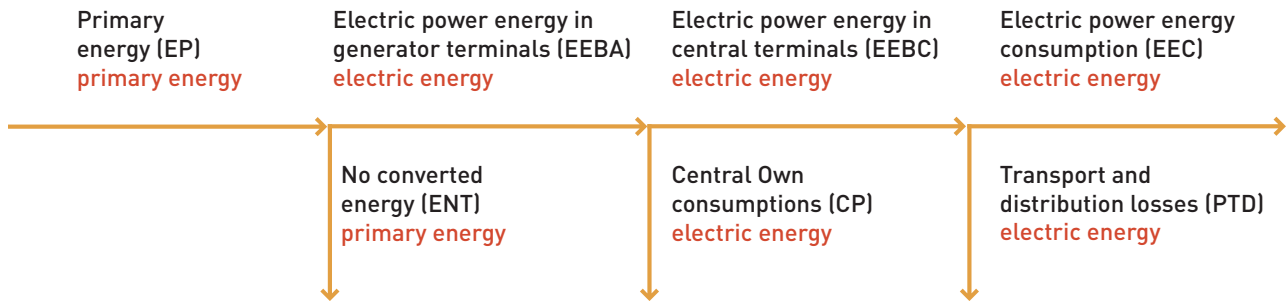 Primary
energy (EP)
primary energy
Electric power energy in
generator terminals (EEBA)
electric energy
Electric power energy in
central terminals (EEBC)
electric energy
Electric power energy
consumption (EEC)
electric energy
No converted
energy (ENT)
primary energy
Central Own
consumptions (CP)
electric energy
Transport and
distribution losses (PTD)
electric energy